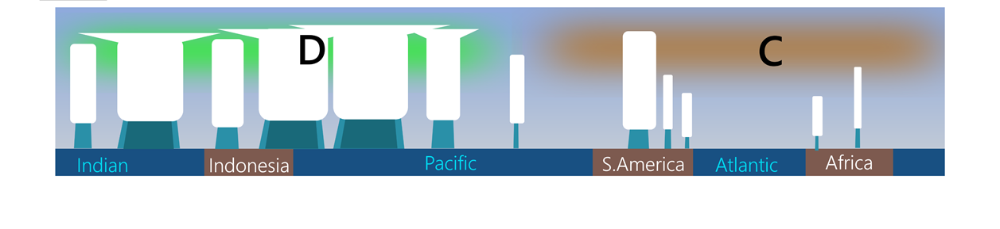 D
C
Indian
Indonesia
Pacific
S.America
Atlantic
Africa